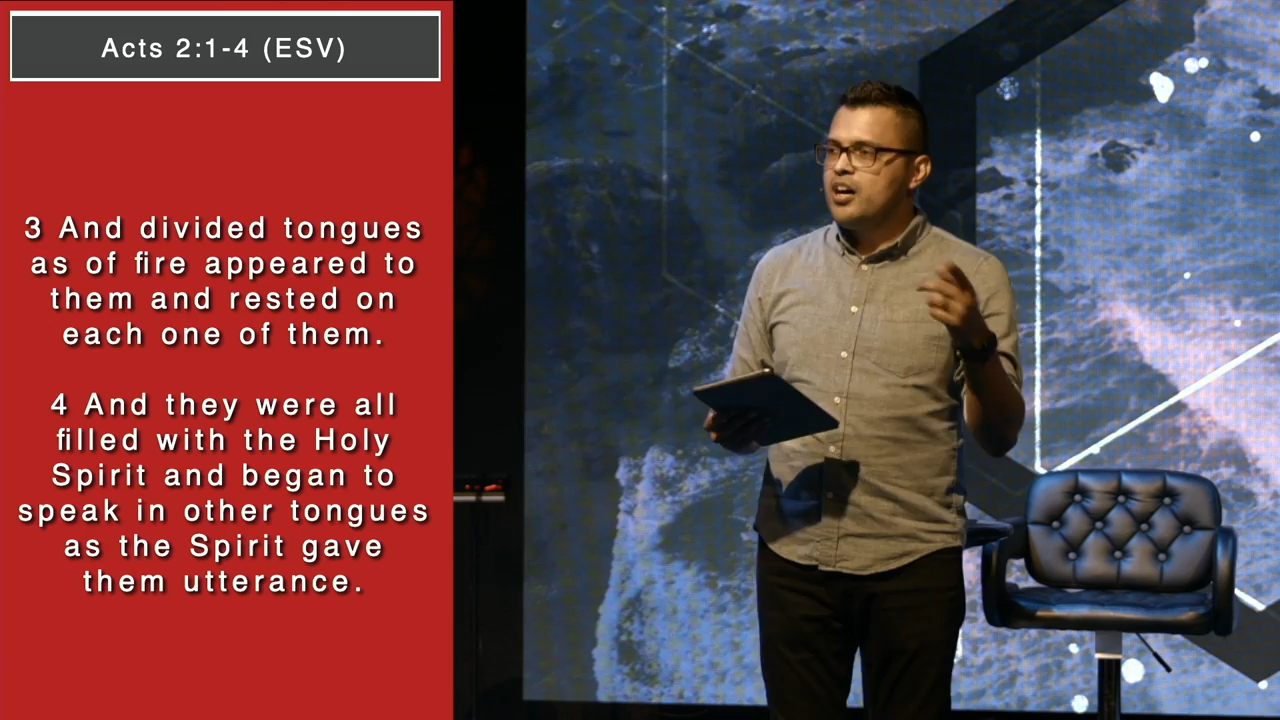 Acts 2:1-4 (ESV)
3 And divided tongues
as of fire appeared to
them and rested on
each one of them.
4 And they were all
filled with the Holy
Spirit and began to
speak in other tongues
as the Spirit gave
them utterance.